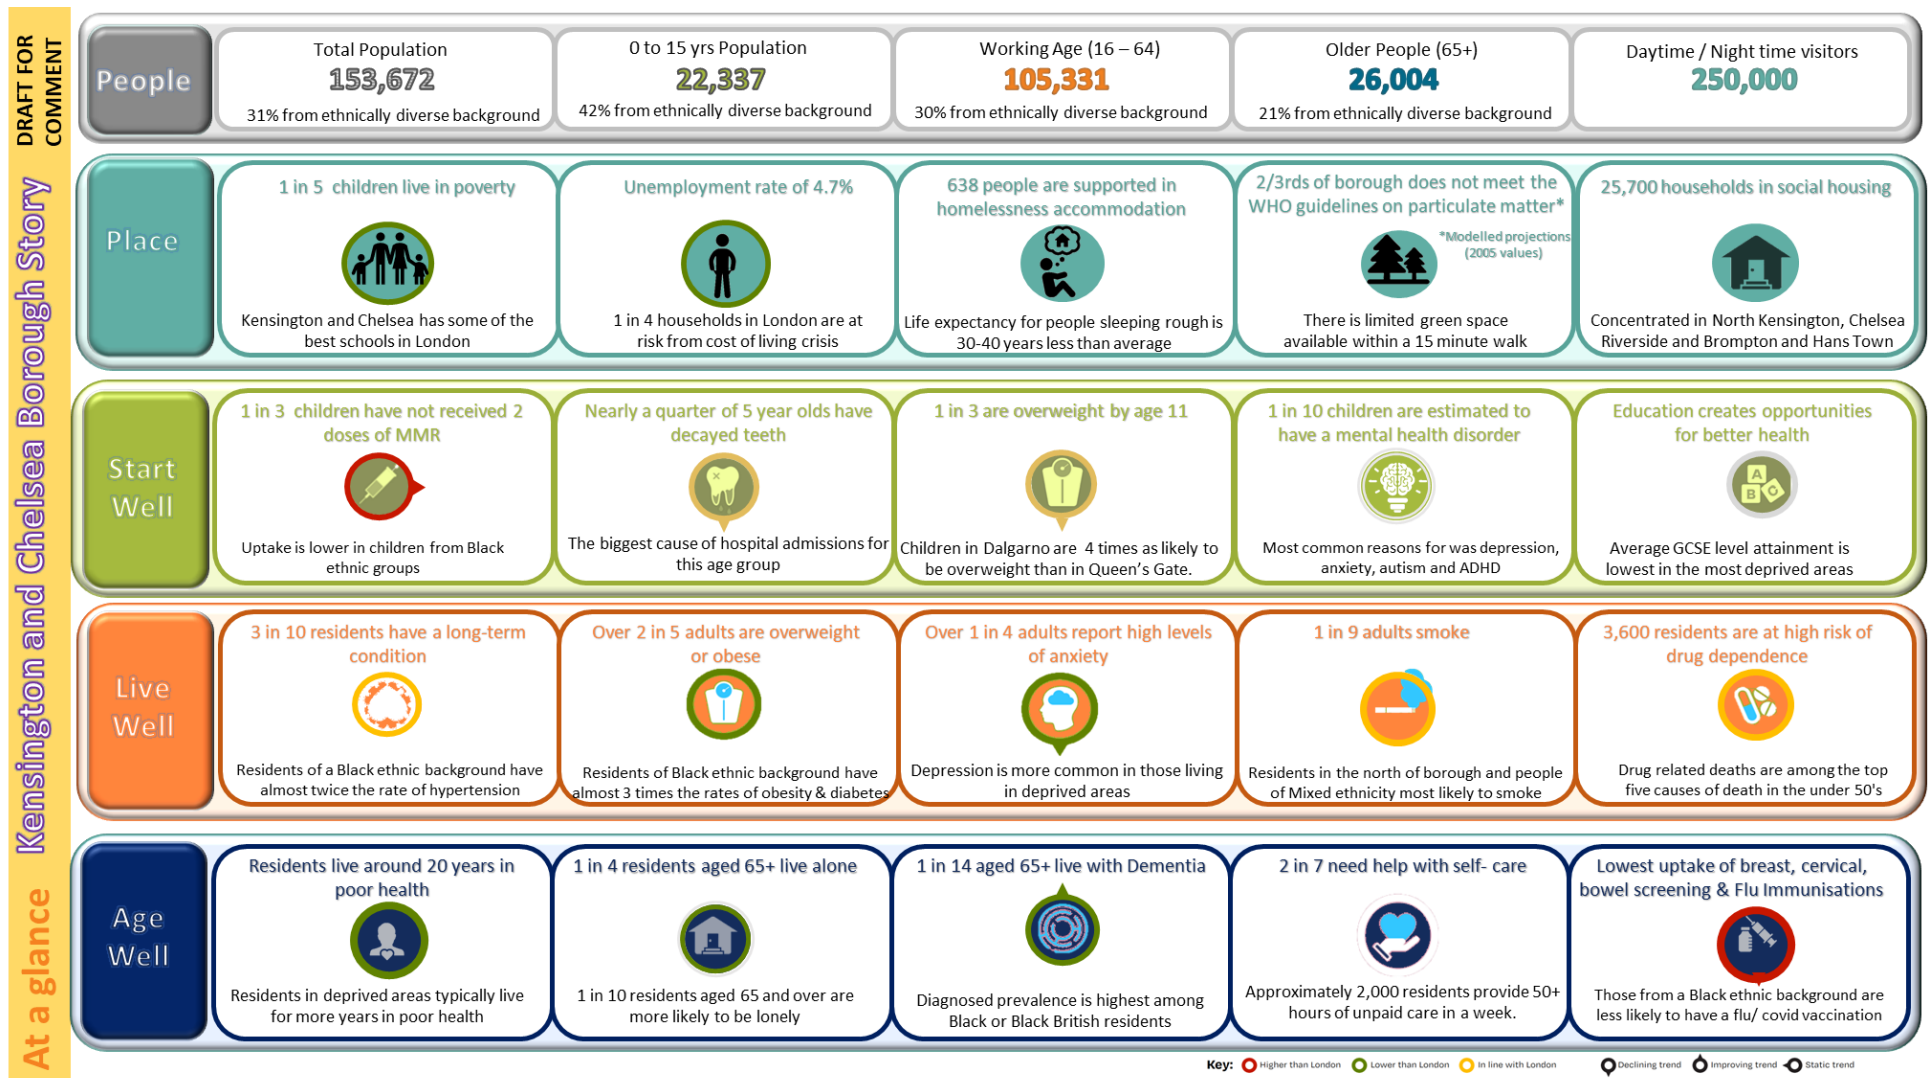 DRAFT FOR
COMMENT
Kensington and Chelsea Borough Story
At a glance
People
Total Population
153,672
31% from ethnically diverse background
0 to 15 yrs Population
22,337
42% from ethnically diverse background
Working Age (16 – 64)
105,331
30% from ethnically diverse background
Older People (65+)
26,004
21% from ethnically diverse background
Daytime / Night time visitors
250,000
Place
1 in 5 children live in poverty
Kensington and Chelsea has some of the
best schools in London
Unemployment rate of 4.7%
1 in 4 households in London are at
risk from cost of living crisis
638 people are supported in
homelessness accommodation
Life expectancy for people sleeping rough is
30-40 years less than average
2/3rds of borough does not meet the
WHO guidelines on particulate matter*
*Modelled projections
(2005 values)
There is limited green space
available within a 15 minute walk
25,700 households in social housing
Concentrated in North Kensington, Chelsea
Riverside and Brompton and Hans Town
Start
Well
1 in 3 children have not received 2
doses of MMR
Uptake is lower in children from Black
ethnic groups
Nearly a quarter of 5 year olds have
decayed teeth
The biggest cause of hospital admissions for
this age group
1 in 3 are overweight by age 11
Children in Dalgarno are 4 times as likely to
be overweight than in Queen's Gate.
1 in 10 children are estimated to
have a mental health disorder
Most common reasons for was depression,
anxiety, autism and ADHD
Education creates opportunities
for better health
A
B
C
Average GCSE level attainment is
lowest in the most deprived areas
Live
Well
3 in 10 residents have a long-term
condition
Residents of a Black ethnic background have
almost twice the rate of hypertension
Over 2 in 5 adults are overweight
or obese
Residents of Black ethnic background have
almost 3 times the rates of obesity & diabetes
Over 1 in 4 adults report high levels
of anxiety
Depression is more common in those living
in deprived areas
1 in 9 adults smoke
Residents in the north of borough and people
of Mixed ethnicity most likely to smoke
3,600 residents are at high risk of
drug dependence
Drug related deaths are among the top
five causes of death in the under 50's
Age
Well
Residents live around 20 years in
poor health
Residents in deprived areas typically live
for more years in poor health
1 in 4 residents aged 65+ live alone
1 in 10 residents aged 65 and over are
more likely to be lonely
1 in 14 aged 65+ live with Dementia
Diagnosed prevalence is highest among
Black or Black British residents
2 in 7 need help with self- care
Approximately 2,000 residents provide 50+
hours of unpaid care in a week.
Lowest uptake of breast, cervical,
bowel screening & Flu Immunisations
Those from a Black ethnic background are
less likely to have a flu/ covid vaccination
Key: Higher than London Lower than London In line with London Declining trend Improving trend Static trend